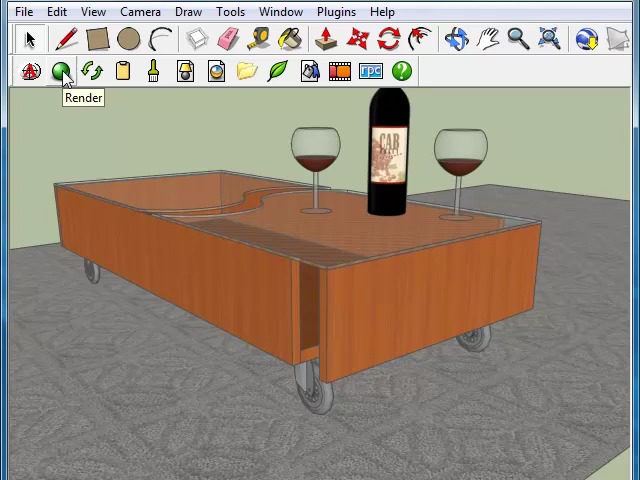 File Edit View Camera Draw Tools Window Plugins Help
rpc ?
Render
CAB